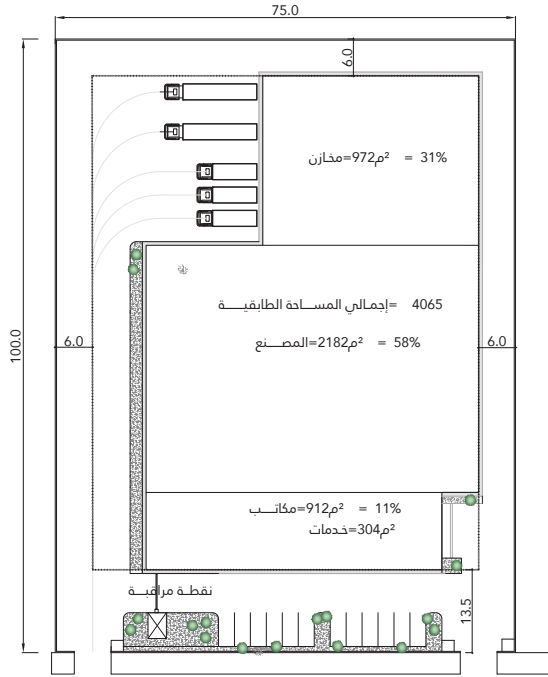 75.0
6.0
مخازن=972م² = 31%
100.0
إجمالي المساحة الطابقية= 4065
المصنع=2182م² = 58%
6.0
6.0
مكاتب=912م² = 11%
خدمات=304م²
نقطة مراقبة
13.5